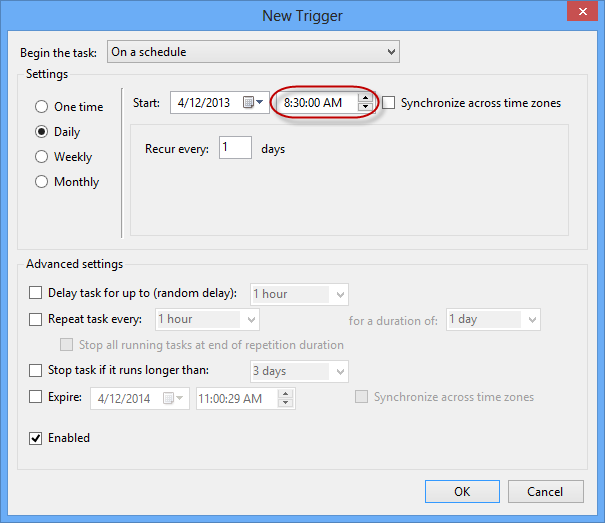 New Trigger
Begin the task: On a schedule
Settings
One time
Start: 4/12/2013 8:30:00 AM Synchronize across time zones
Daily
Recur every: 1 days
Weekly
Monthly
Advanced settings
Delay task for up to (random delay): 1 hour
Repeat task every: 1 hour for a duration of: 1 day
Stop all running tasks at end of repetition duration
Stop task if it runs longer than: 3 days
Expire: 4/12/2014 11:00:29 AM Synchronize across time zones
Enabled
OK Cancel